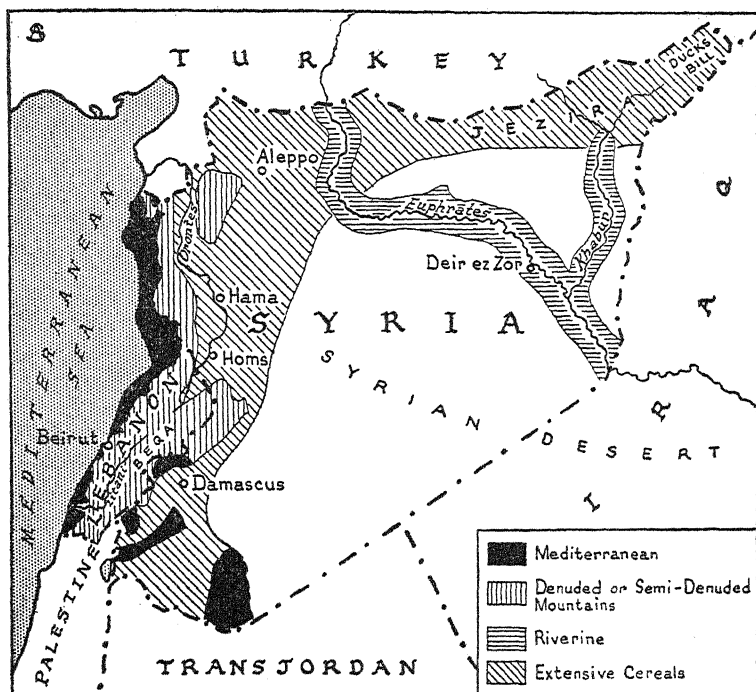 S
TURKEY
DUCKS
BILL
JEZIRA
Aleppo
MEDITERRANEAN
SEA
Orontes
Euphrates
Khabur
Deir ez Zor
Hama
SYRIA
Homs
SYRIAN DESERT
IRAQ
LEBANON
Beirut
BEQA
Damascus
PALESTINE
TRANSJORDAN
Mediterranean
Denuded or Semi-Denuded
Mountains
Riverine
Extensive Cereals